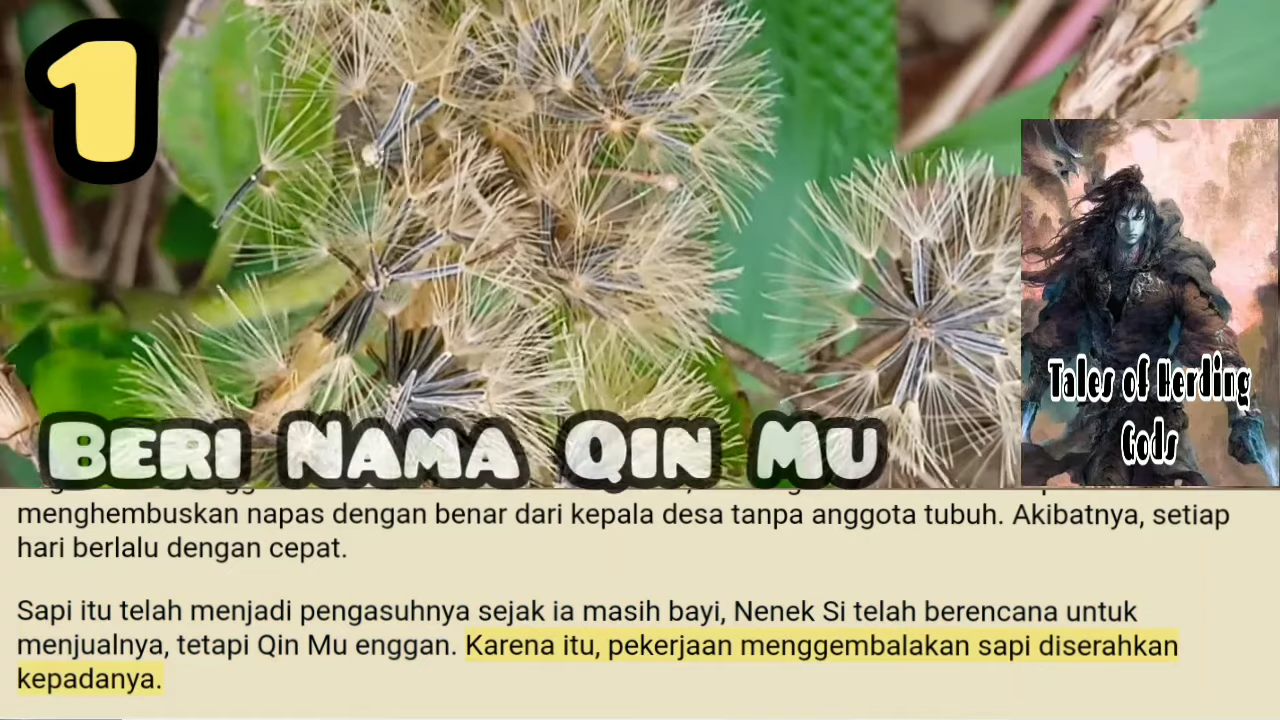 1
Tales of Herding
Gods
Beri Nama Qin Mu
menghembuskan napas dengan benar dari kepala desa tanpa anggota tubuh. Akibatnya, setiap
hari berlalu dengan cepat.
Sapi itu telah menjadi pengasuhnya sejak ia masih bayi, Nenek Si telah berencana untuk
menjualnya, tetapi Qin Mu enggan. Karena itu, pekerjaan menggembalakan sapi diserahkan
kepadanya.